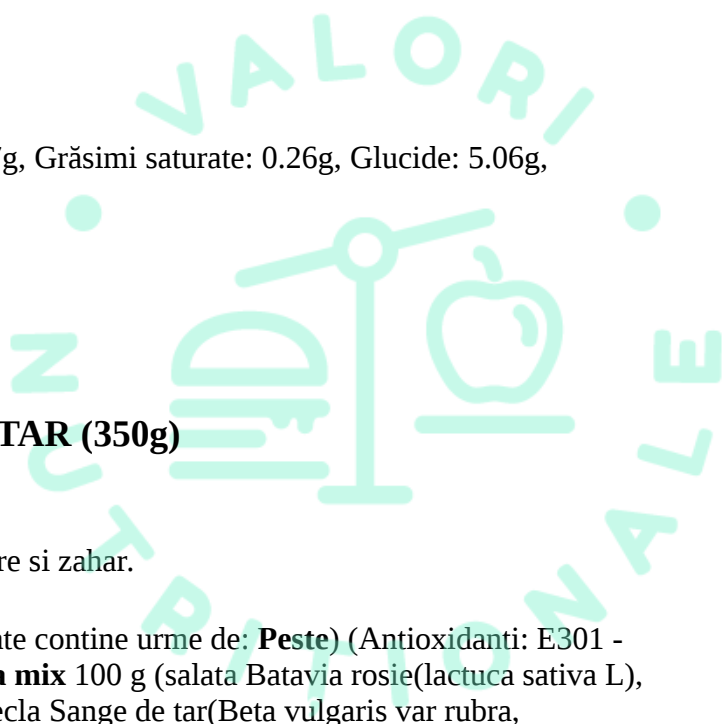 VALORI
g, Grăsimi saturate: 0.26g, Glucide: 5.06g,
TAR (350g)
re si zahar.
te contine urme de: Peste) (Antioxidanti: E301 -
mix 100 g (salata Batavia rosie(lactuca sativa L),
ecla Sange de tar(Beta vulgaris var rubra,
NUTRITIONALE